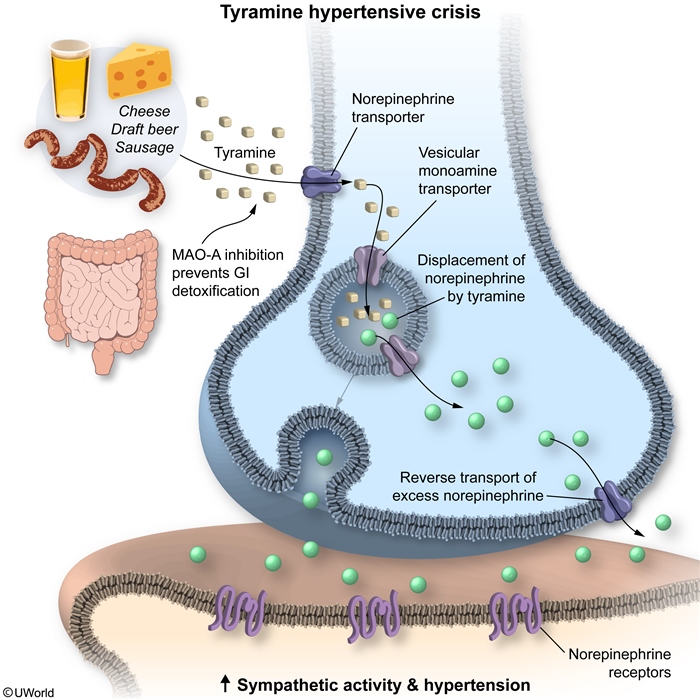 Tyramine hypertensive crisis
Cheese
Draft beer
Sausage
Tyramine
Norepinephrine
transporter
Vesicular
monoamine
transporter
MAO-A inhibition
prevents GI
detoxification
Displacement of
norepinephrine
by tyramine
Reverse transport of
excess norepinephrine
Norepinephrine
receptors
↑ Sympathetic activity & hypertension
© UWorld